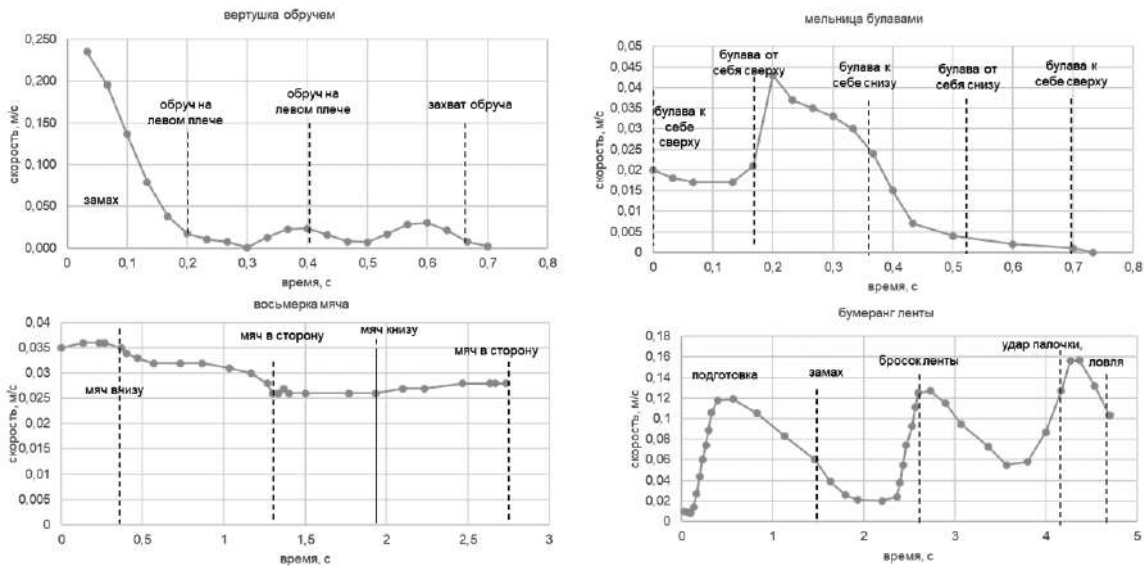 вертушка обручем
0,250
0,200
0,150
0,100
0,050
0,000
скорость, м/с
замах
обруч на
левом плече
обруч на
левом плече
захват обруча
0 0,1 0,2 0,3 0,4 0,5 0,6 0,7 0,8
время, с
мельница булавами
0,05
0,045
0,04
0,035
0,03
0,025
0,02
0,015
0,01
0,005
0
скорость, м/с
булава к
себе
сверху
булава от
себя сверху
булава к
себе снизу
булава от
себя снизу
булава к
себе сверху
0 0,1 0,2 0,3 0,4 0,5 0,6 0,7 0,8
время, с
восьмерка мяча
0,04
0,035
0,03
0,025
0,02
0,015
0,01
0,005
0
скорость, м/с
мяч внизу
мяч в сторону
мяч книзу
мяч в сторону
0 0,5 1 1,5 2 2,5 3
время, с
бумеранг ленты
0,18
0,16
0,14
0,12
0,1
0,08
0,06
0,04
0,02
0
скорость, м/с
подготовка
замах
бросок ленты
удар палочки,
ловля
0 1 2 3 4 5
время, с